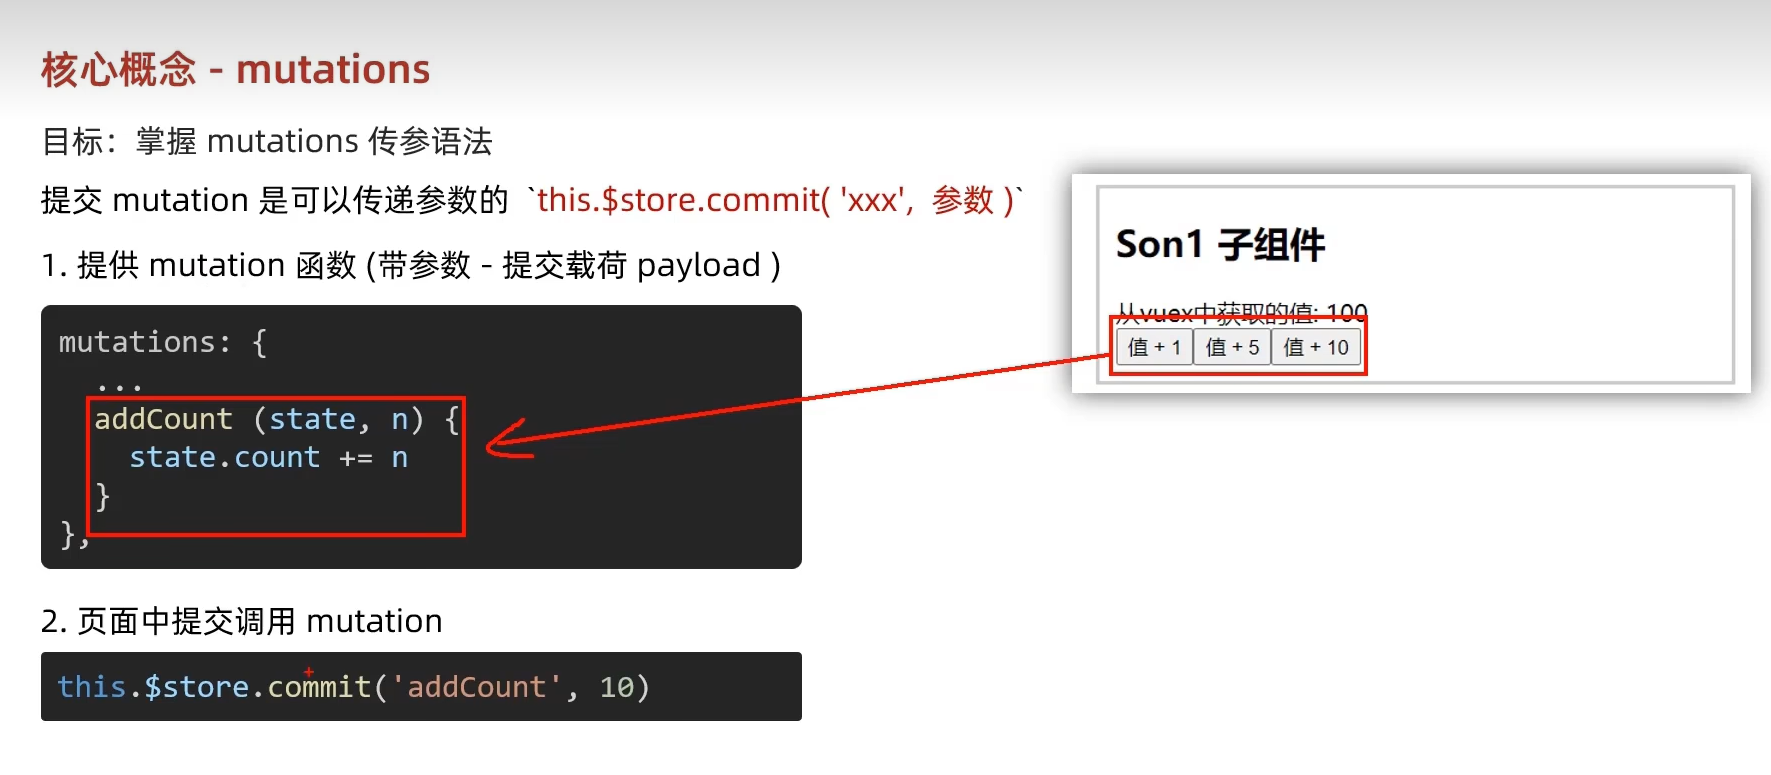 核心概念 - mutations
目标：掌握 mutations 传参语法
提交 mutation 是可以传递参数的 `this.$store.commit( 'xxx', 参数 )`
1. 提供 mutation 函数 (带参数 - 提交载荷 payload )
mutations: {
...
addCount (state, n) {
state.count += n
}
},
2. 页面中提交调用 mutation
this.$store.commit('addCount', 10)
Son1 子组件
从vuex中获取的值: 100
值 + 1 值 + 5 值 + 10